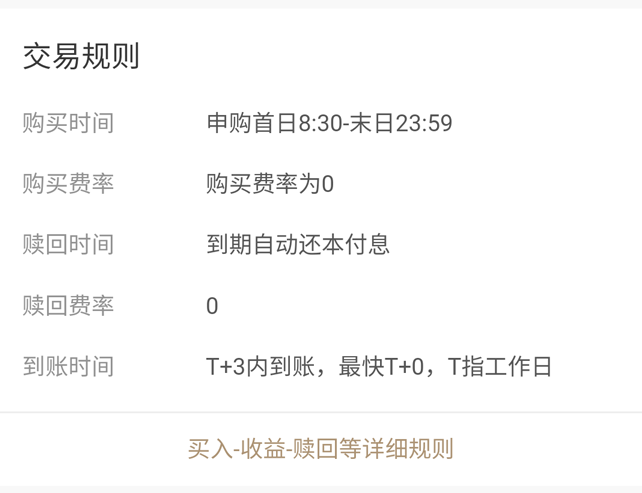 交易规则
购买时间 申购首日8:30-末日23:59
购买费率 购买费率为0
赎回时间 到期自动还本付息
赎回费率 0
到账时间 T+3内到账，最快T+0，T指工作日
买入-收益-赎回等详细规则